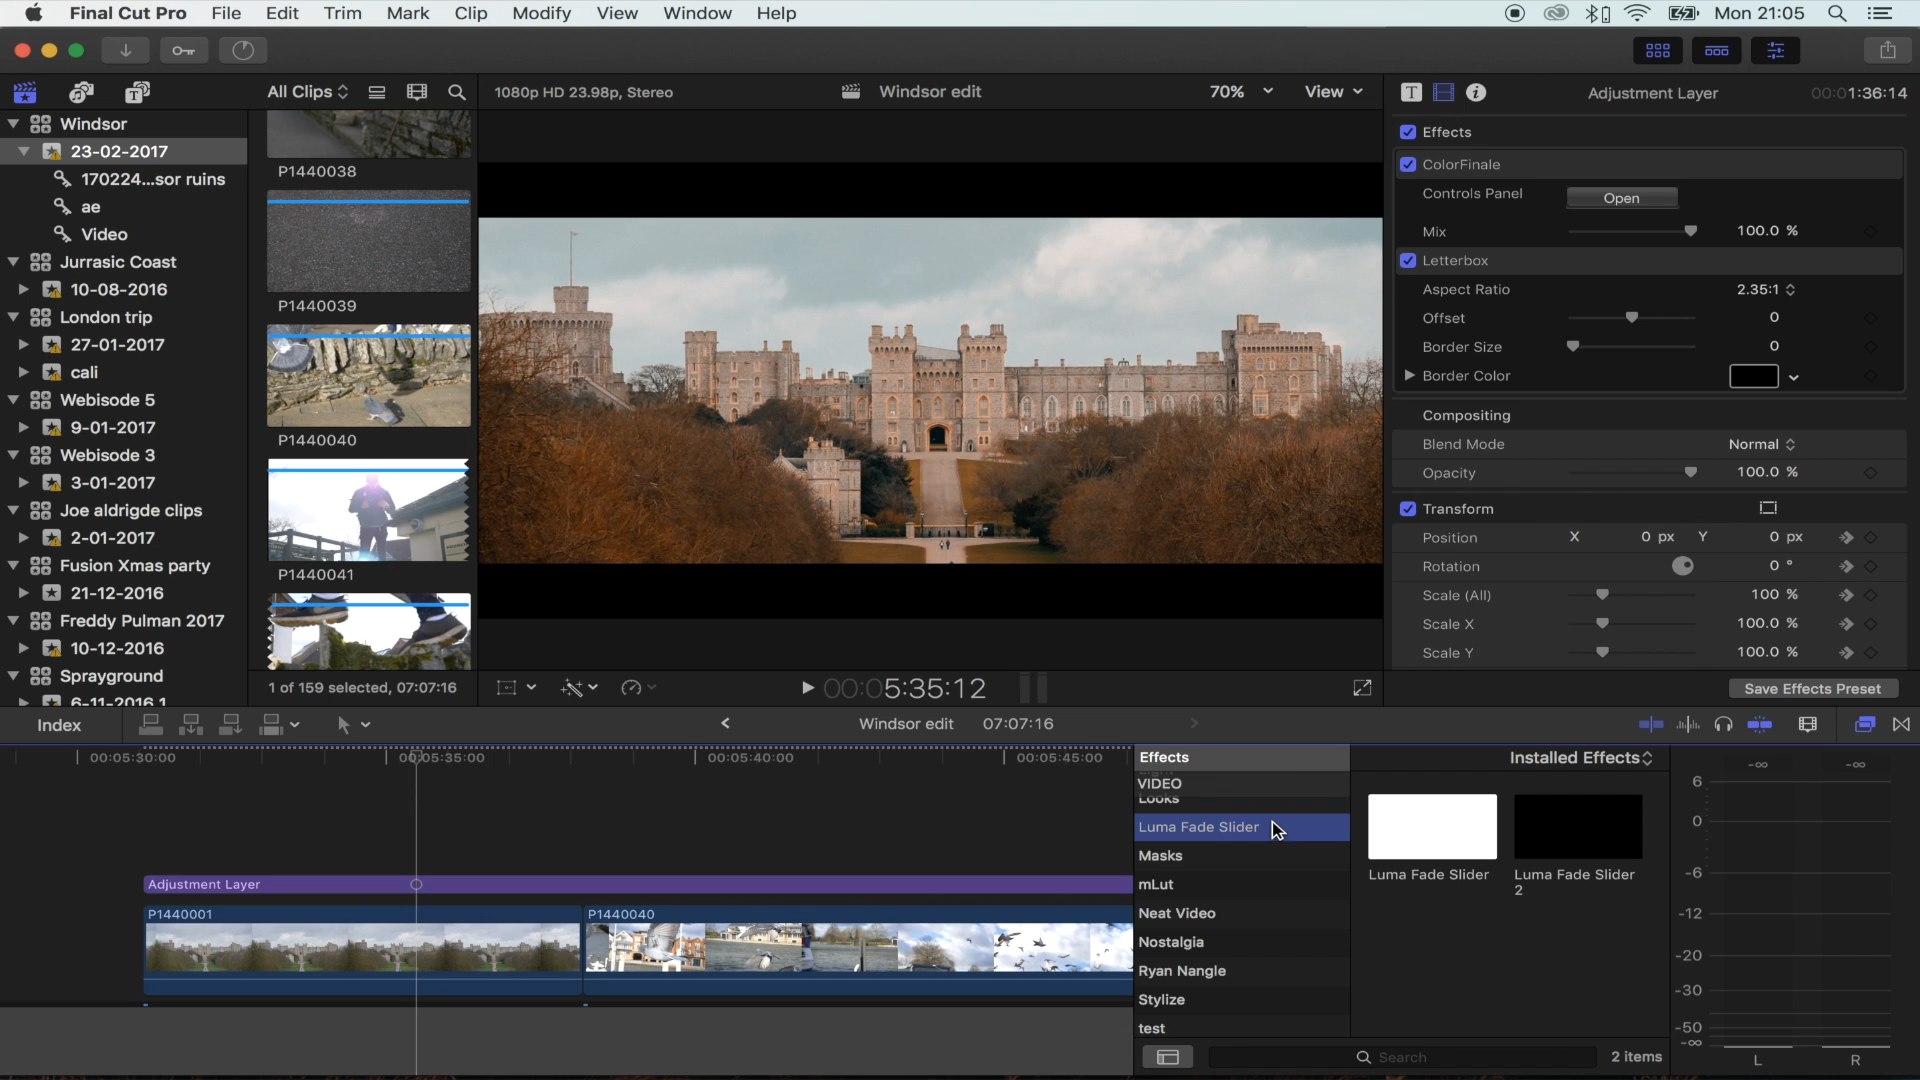 Final Cut Pro File Edit Trim Mark Clip Modify View Window Help Mon 21:05
All Clips 1080p HD 23.98p, Stereo Windsor edit 70% View Adjustment Layer 00:01:36:14
Windsor
23-02-2017
170224...sor ruins
ae
Video
Jurrasic Coast
10-08-2016
London trip
27-01-2017
cali
Webisode 5
9-01-2017
Webisode 3
3-01-2017
Joe aldrigde clips
2-01-2017
Fusion Xmas party
21-12-2016
Freddy Pulman 2017
10-12-2016
Sprayground
6-11-2016 1
P1440038
P1440039
P1440040
P1440041
1 of 159 selected, 07:07:16
00:05:35:12
Effects
ColorFinale
Controls Panel Open
Mix 100.0 %
Letterbox
Aspect Ratio 2.35:1
Offset 0
Border Size 0
Border Color
Compositing
Blend Mode Normal
Opacity 100.0 %
Transform
Position X 0 px Y 0 px
Rotation 0 °
Scale (All) 100 %
Scale X 100.0 %
Scale Y 100.0 %
Save Effects Preset
Index Windsor edit 07:07:16
00:05:30:00 00:05:35:00 00:05:40:00 00:05:45:00
Adjustment Layer
P1440001 P1440040
Effects
VIDEO
Looks
Luma Fade Slider
Masks
mLut
Neat Video
Nostalgia
Ryan Nangle
Stylize
test
Installed Effects
Luma Fade Slider
Luma Fade Slider
2
Search 2 items
-∞ -∞
6
0
-6
-12
-20
-30
-50
-∞
L R